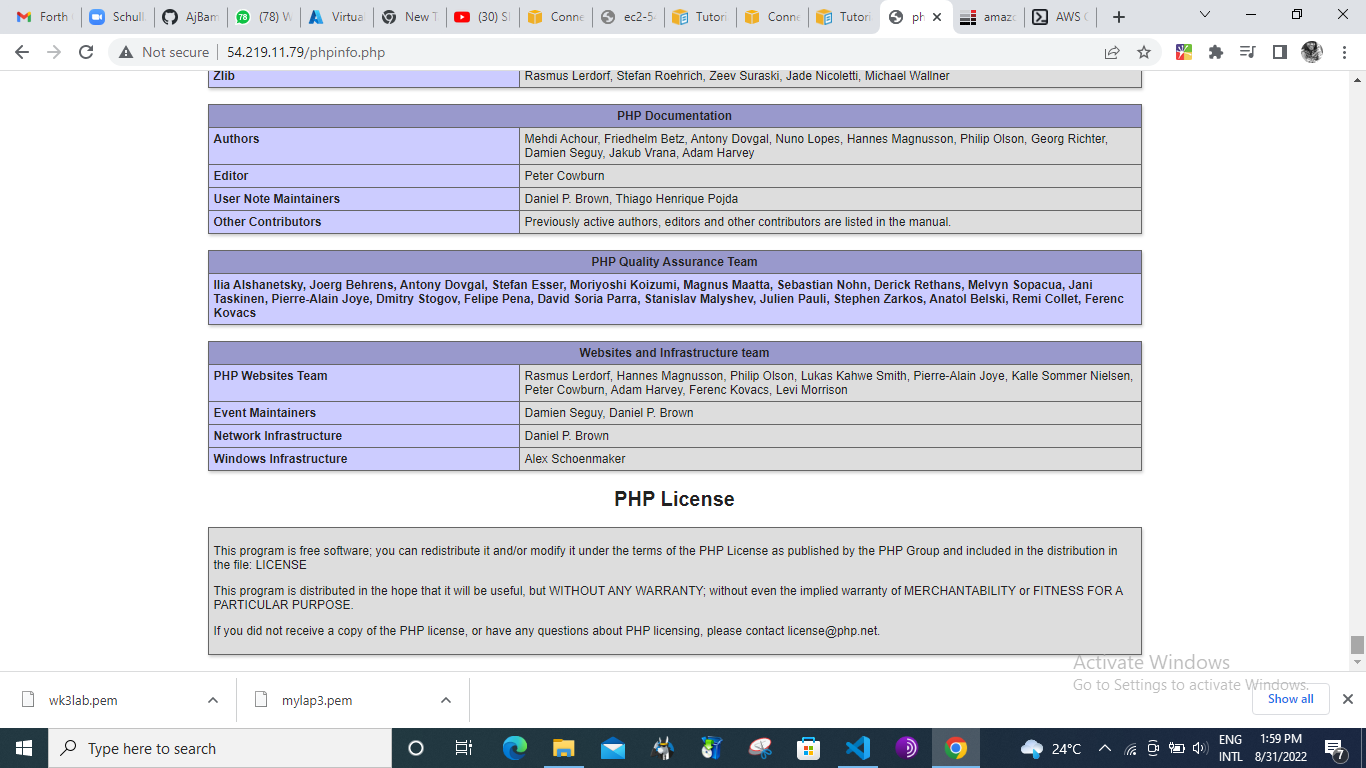 Forth
Schull
AjBam
(78) W
Virtua
New T
(30) S
Conne
ec2-5
Tutori
Conne
Tutori
ph
amazo
AWS
Not secure
54.219.11.79/phpinfo.php
Zlib Rasmus Lerdorf, Stefan Roehrich, Zeev Suraski, Jade Nicoletti, Michael Wallner
PHP Documentation
Authors Mehdi Achour, Friedhelm Betz, Antony Dovgal, Nuno Lopes, Hannes Magnusson, Philip Olson, Georg Richter,
Damien Seguy, Jakub Vrana, Adam Harvey
Editor Peter Cowburn
User Note Maintainers Daniel P. Brown, Thiago Henrique Pojda
Other Contributors Previously active authors, editors and other contributors are listed in the manual.
PHP Quality Assurance Team
Ilia Alshanetsky, Joerg Behrens, Antony Dovgal, Stefan Esser, Moriyoshi Koizumi, Magnus Maatta, Sebastian Nohn, Derick Rethans, Melvyn Sopacua, Jani
Taskinen, Pierre-Alain Joye, Dmitry Stogov, Felipe Pena, David Soria Parra, Stanislav Malyshev, Julien Pauli, Stephen Zarkos, Anatol Belski, Remi Collet, Ferenc
Kovacs
Websites and Infrastructure team
PHP Websites Team Rasmus Lerdorf, Hannes Magnusson, Philip Olson, Lukas Kahwe Smith, Pierre-Alain Joye, Kalle Sommer Nielsen,
Peter Cowburn, Adam Harvey, Ferenc Kovacs, Levi Morrison
Event Maintainers Damien Seguy, Daniel P. Brown
Network Infrastructure Daniel P. Brown
Windows Infrastructure Alex Schoenmaker
PHP License
This program is free software; you can redistribute it and/or modify it under the terms of the PHP License as published by the PHP Group and included in the distribution in
the file: LICENSE
This program is distributed in the hope that it will be useful, but WITHOUT ANY WARRANTY; without even the implied warranty of MERCHANTABILITY or FITNESS FOR A
PARTICULAR PURPOSE.
If you did not receive a copy of the PHP license, or have any questions about PHP licensing, please contact license@php.net.
Activate Windows
Go to Settings to activate Windows.
wk3lab.pem
mylap3.pem
Show all
Type here to search
24°C
ENG
INTL
1:59 PM
8/31/2022
7